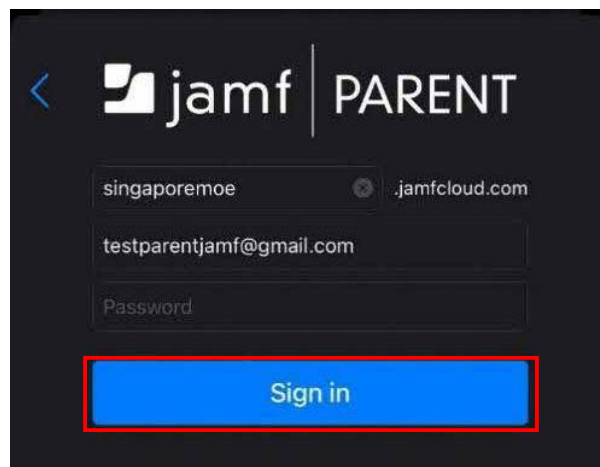 jamf PARENT
singaporemoe .jamfcloud.com
testparentjamf@gmail.com
Password
Sign in